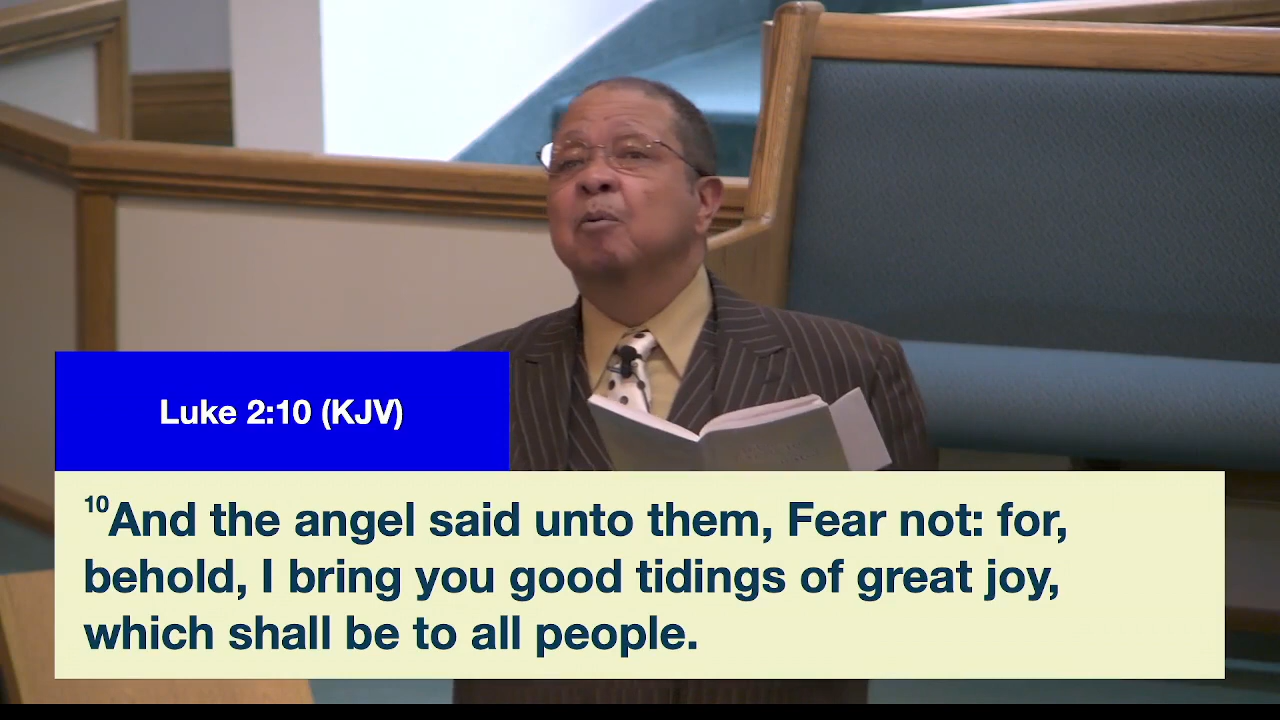 Luke 2:10 (KJV)
10And the angel said unto them, Fear not: for,
behold, I bring you good tidings of great joy,
which shall be to all people.